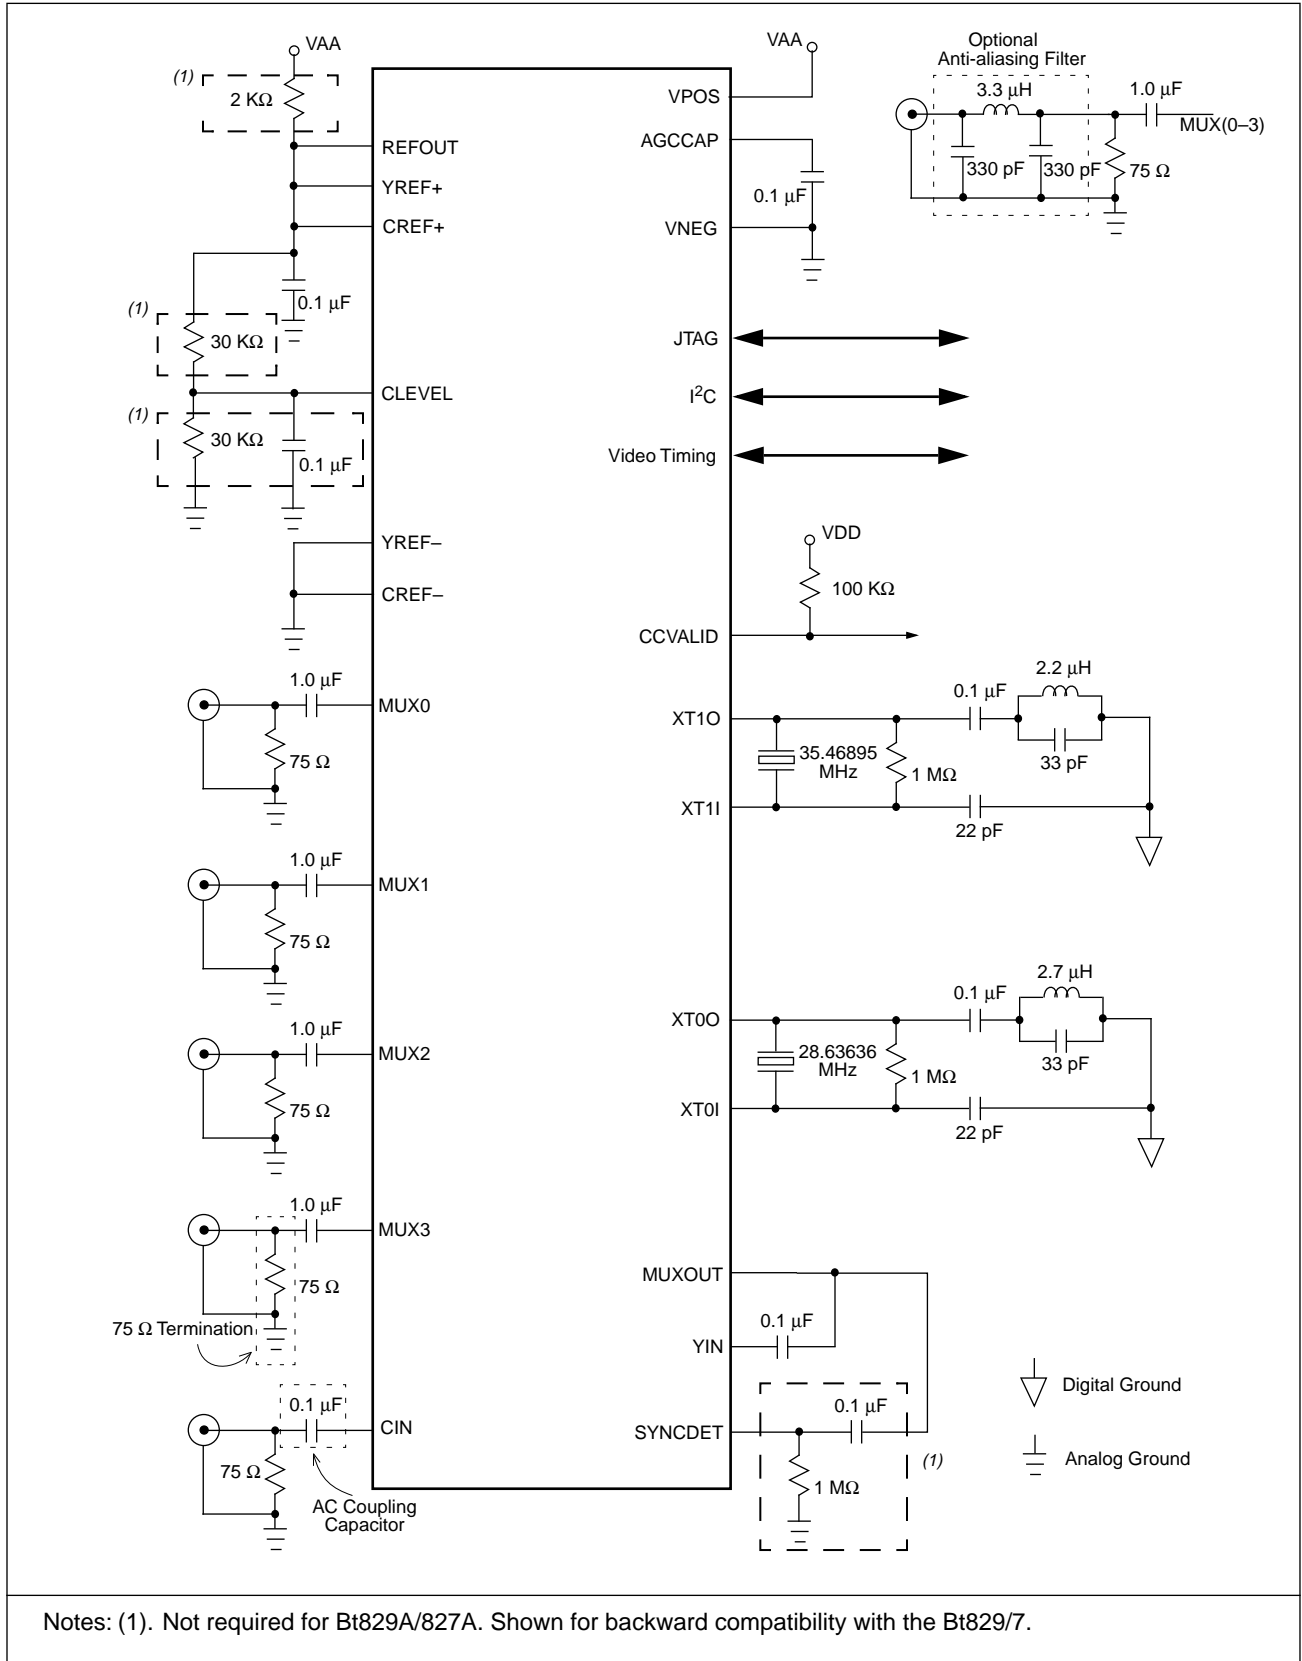 VAA
(1)
2 KΩ
REFOUT
YREF+
CREF+
0.1 µF
(1)
30 KΩ
CLEVEL
(1)
30 KΩ
0.1 µF
YREF–
CREF–
1.0 µF
MUX0
75 Ω
1.0 µF
MUX1
75 Ω
1.0 µF
MUX2
75 Ω
1.0 µF
MUX3
75 Ω
75 Ω Termination
0.1 µF
CIN
75 Ω
AC Coupling
Capacitor
VAA
VPOS
AGCCAP
0.1 µF
VNEG
JTAG
I²C
Video Timing
VDD
100 KΩ
CCVALID
2.2 µH
0.1 µF
XT1O
35.46895
MHz
1 MΩ
33 pF
XT1I
22 pF
2.7 µH
0.1 µF
XT0O
28.63636
MHz
1 MΩ
33 pF
XT0I
22 pF
MUXOUT
0.1 µF
YIN
0.1 µF
SYNCDET
(1)
1 MΩ
Optional
Anti-aliasing Filter
3.3 µH
1.0 µF
MUX(0–3)
330 pF
330 pF
75 Ω
Digital Ground
Analog Ground
Notes: (1). Not required for Bt829A/827A. Shown for backward compatibility with the Bt829/7.